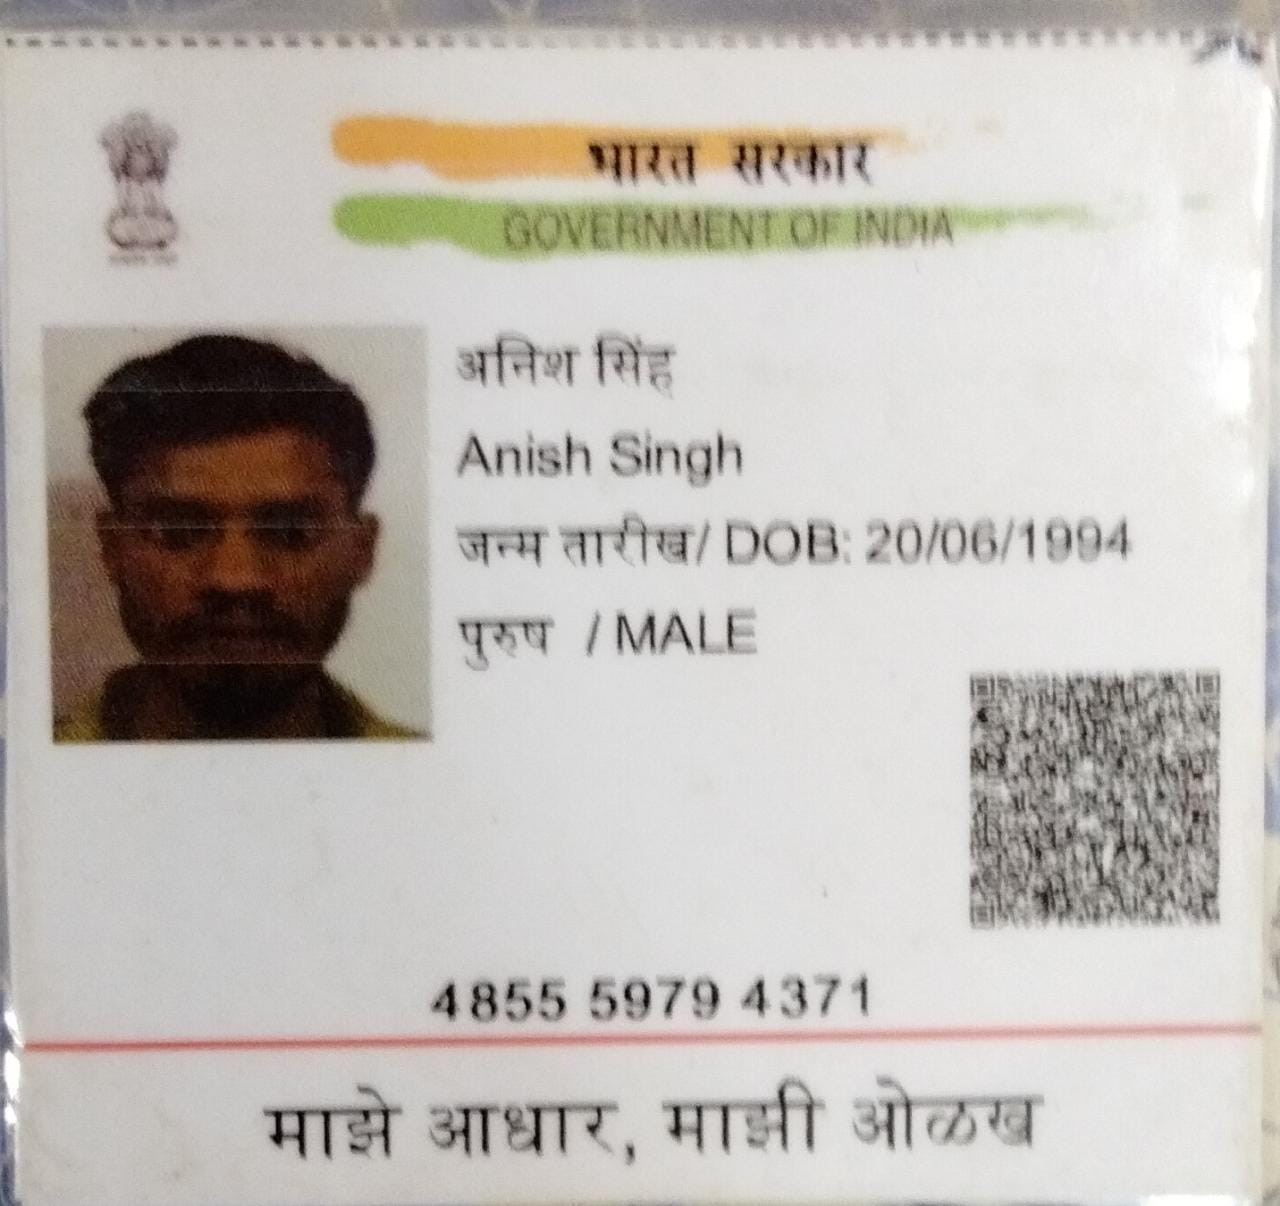 भारत सरकार
GOVERNMENT OF INDIA
अनिश सिंह
Anish Singh
जन्म तारीख/ DOB: 20/06/1994
पुरुष / MALE
4855 5979 4371
माझे आधार, माझी ओळख